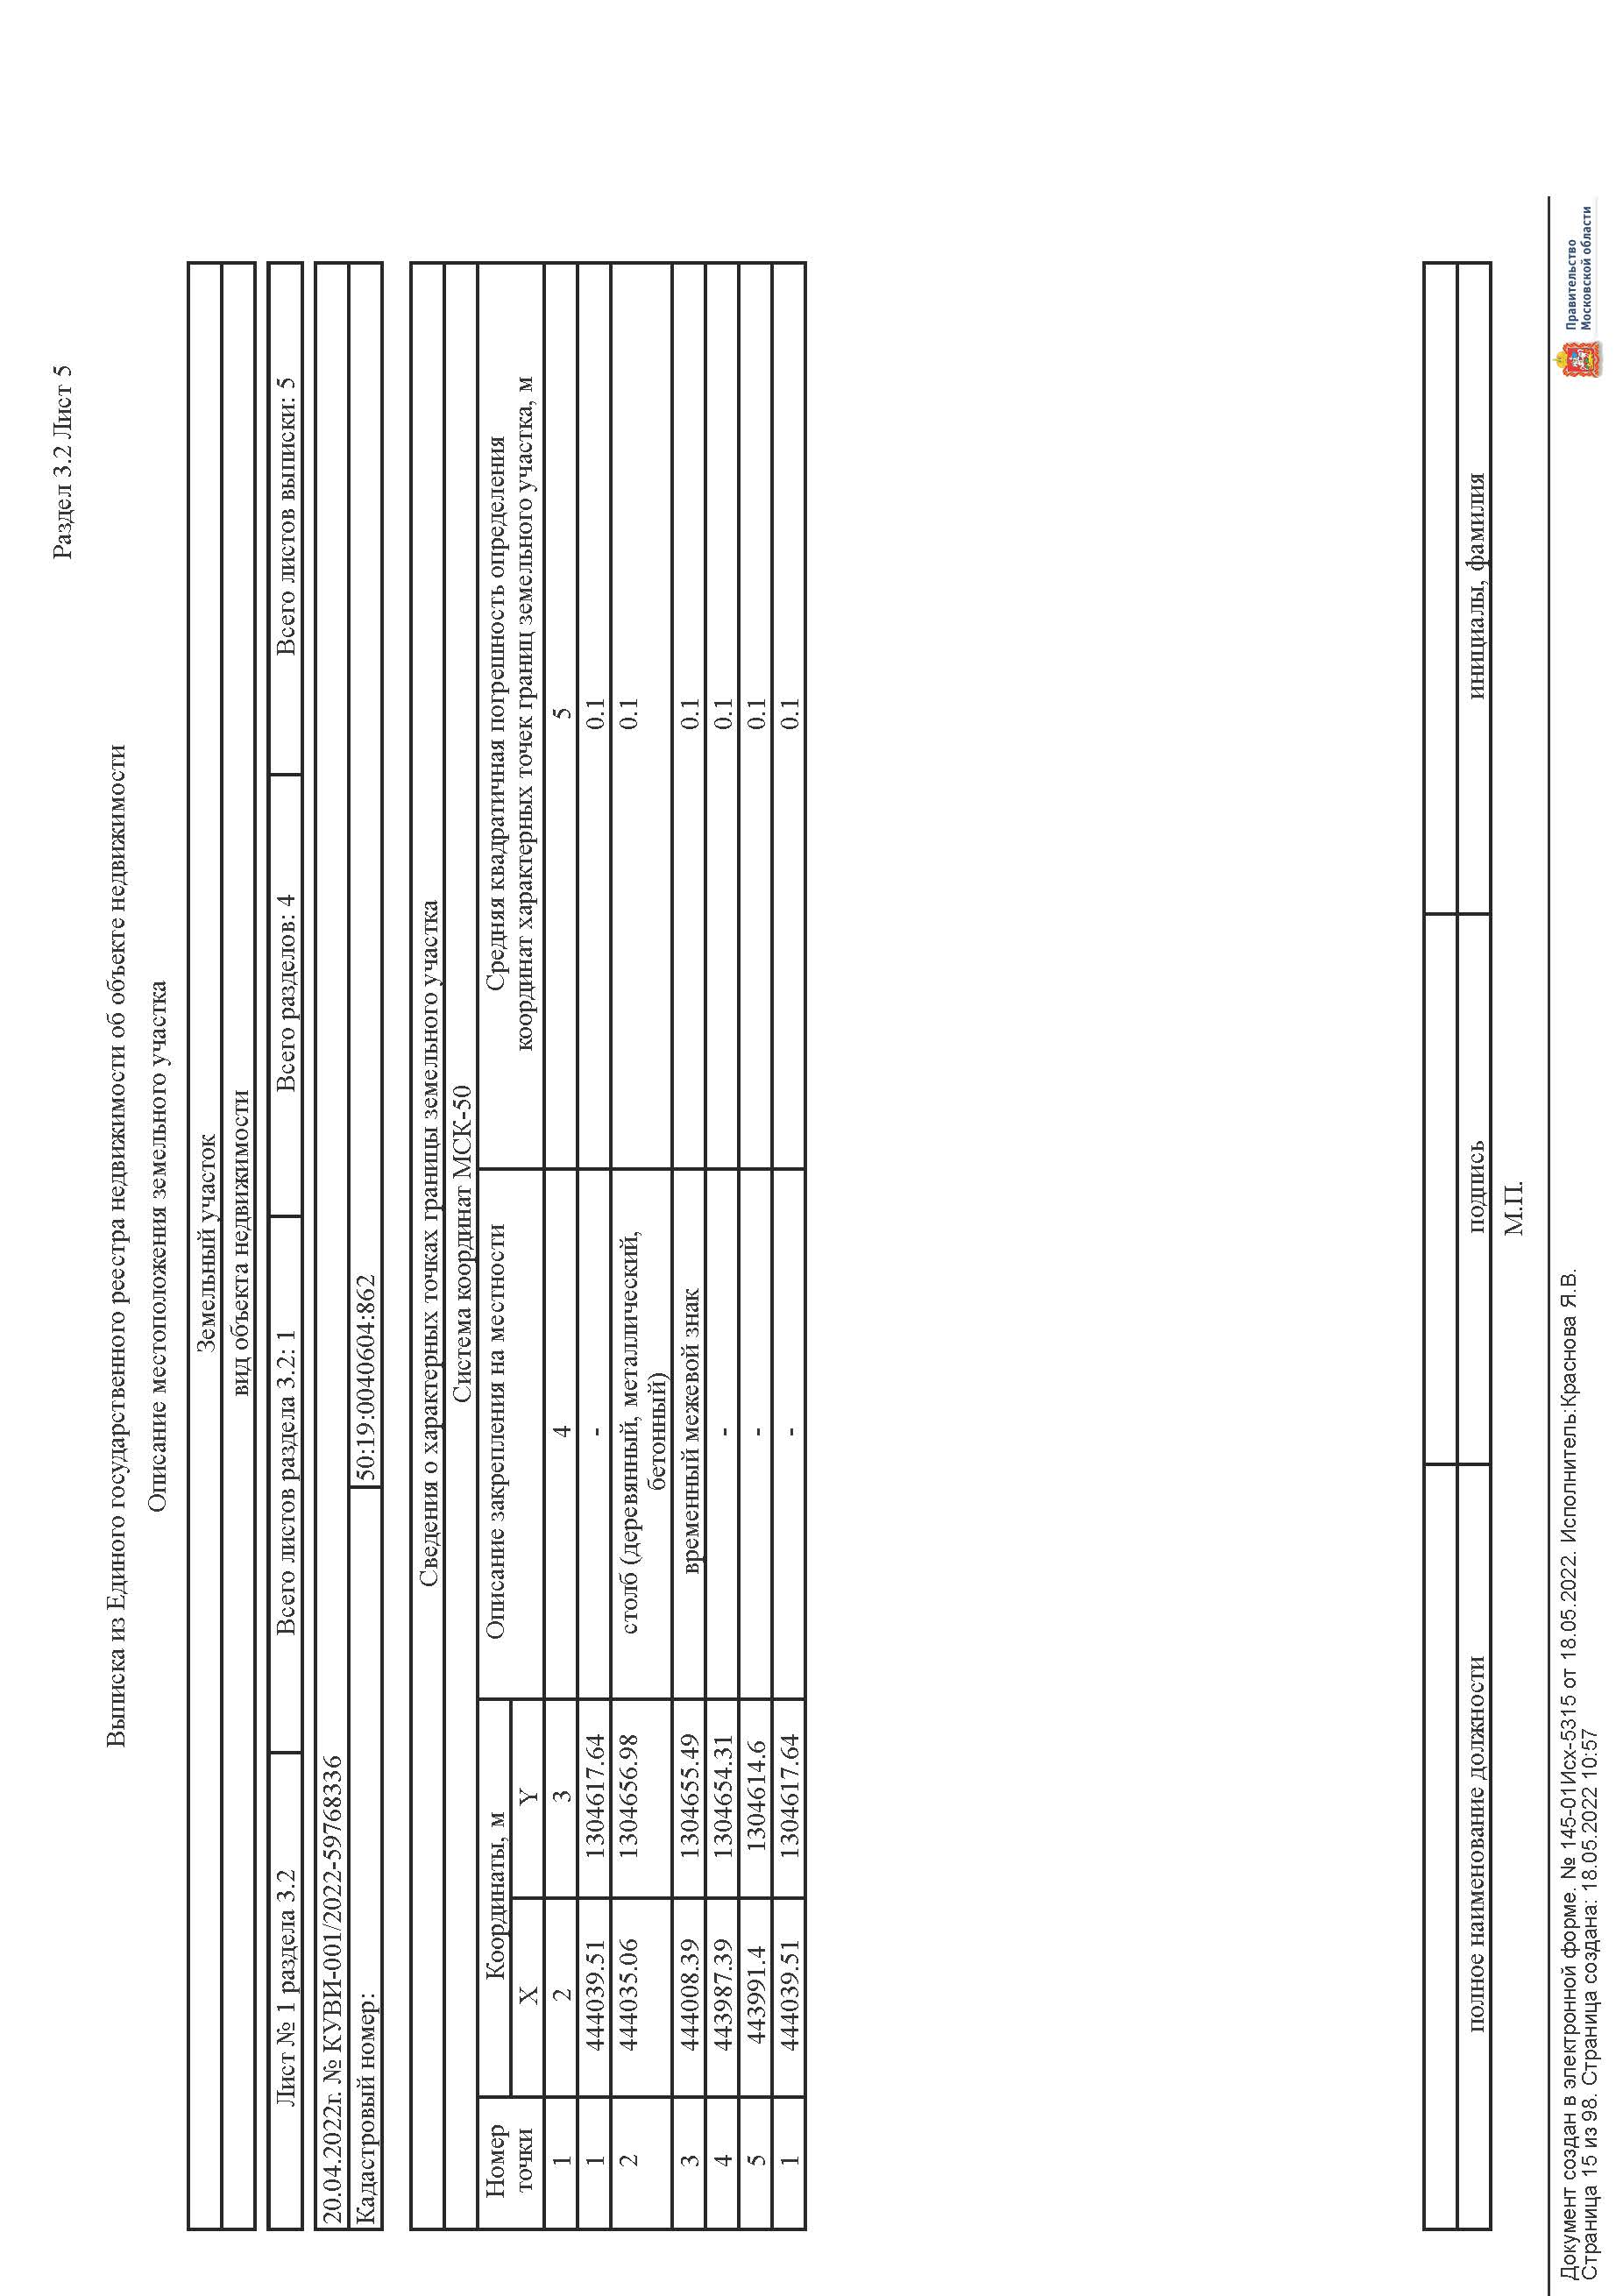 Раздел 3.2 Лист 5
Выписка из Единого государственного реестра недвижимости об объекте недвижимости
Описание местоположения земельного участка
Земельный участок
вид объекта недвижимости
Лист № 1 раздела 3.2 Всего листов раздела 3.2: 1 Всего разделов: 4 Всего листов выписки: 5
20.04.2022г. № КУВИ-001/2022-59768336
Кадастровый номер: 50:19:0040604:862
Сведения о характерных точках границы земельного участка
Система координат МСК-50
Номер точки Координаты, м Описание закрепления на местности Средняя квадратичная погрешность определения координат характерных точек границ земельного участка, м
X Y
1 2 3 4 5
1 444039.51 1304617.64 - 0.1
2 444035.06 1304656.98 столб (деревянный, металлический, 0.1
бетонный)
3 444008.39 1304655.49 временный межевой знак 0.1
4 443987.39 1304654.31 - 0.1
5 443991.4 1304614.6 - 0.1
1 444039.51 1304617.64 - 0.1
полное наименование должности подпись инициалы, фамилия
М.П.
Документ создан в электронной форме. № 145-01Исх-5315 от 18.05.2022. Исполнитель:Краснова Я.В.
Страница 15 из 98. Страница создана: 18.05.2022 10:57
Правительство
Московской области